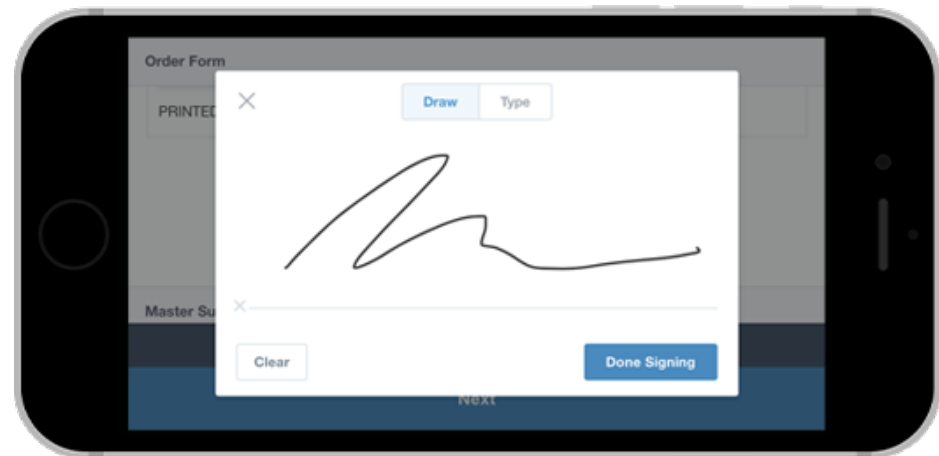 Order Form
Draw Type
PRINTED
Master Su
Clear Done Signing
Next